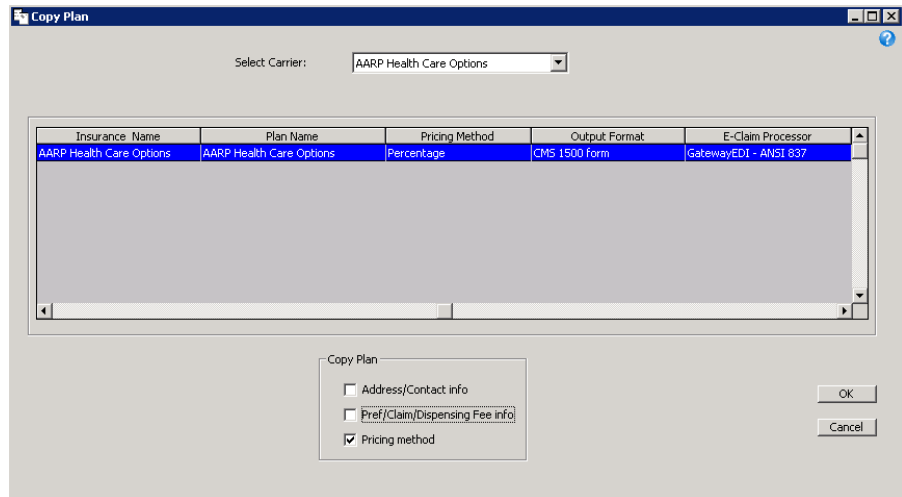 Copy Plan
Select Carrier: AARP Health Care Options
Insurance Name Plan Name Pricing Method Output Format E-Claim Processor
AARP Health Care Options AARP Health Care Options Percentage CMS 1500 form GatewayEDI - ANSI 837
Copy Plan
Address/Contact info
Pref/Claim/Dispensing Fee info
Pricing method
OK
Cancel